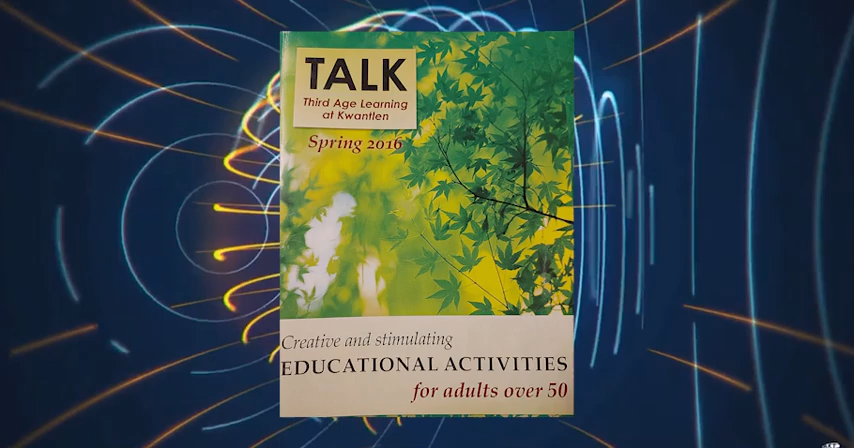 TALK
Third Age Learning
at Kwantlen
Spring 2016
Creative and stimulating
EDUCATIONAL ACTIVITIES
for adults over 50